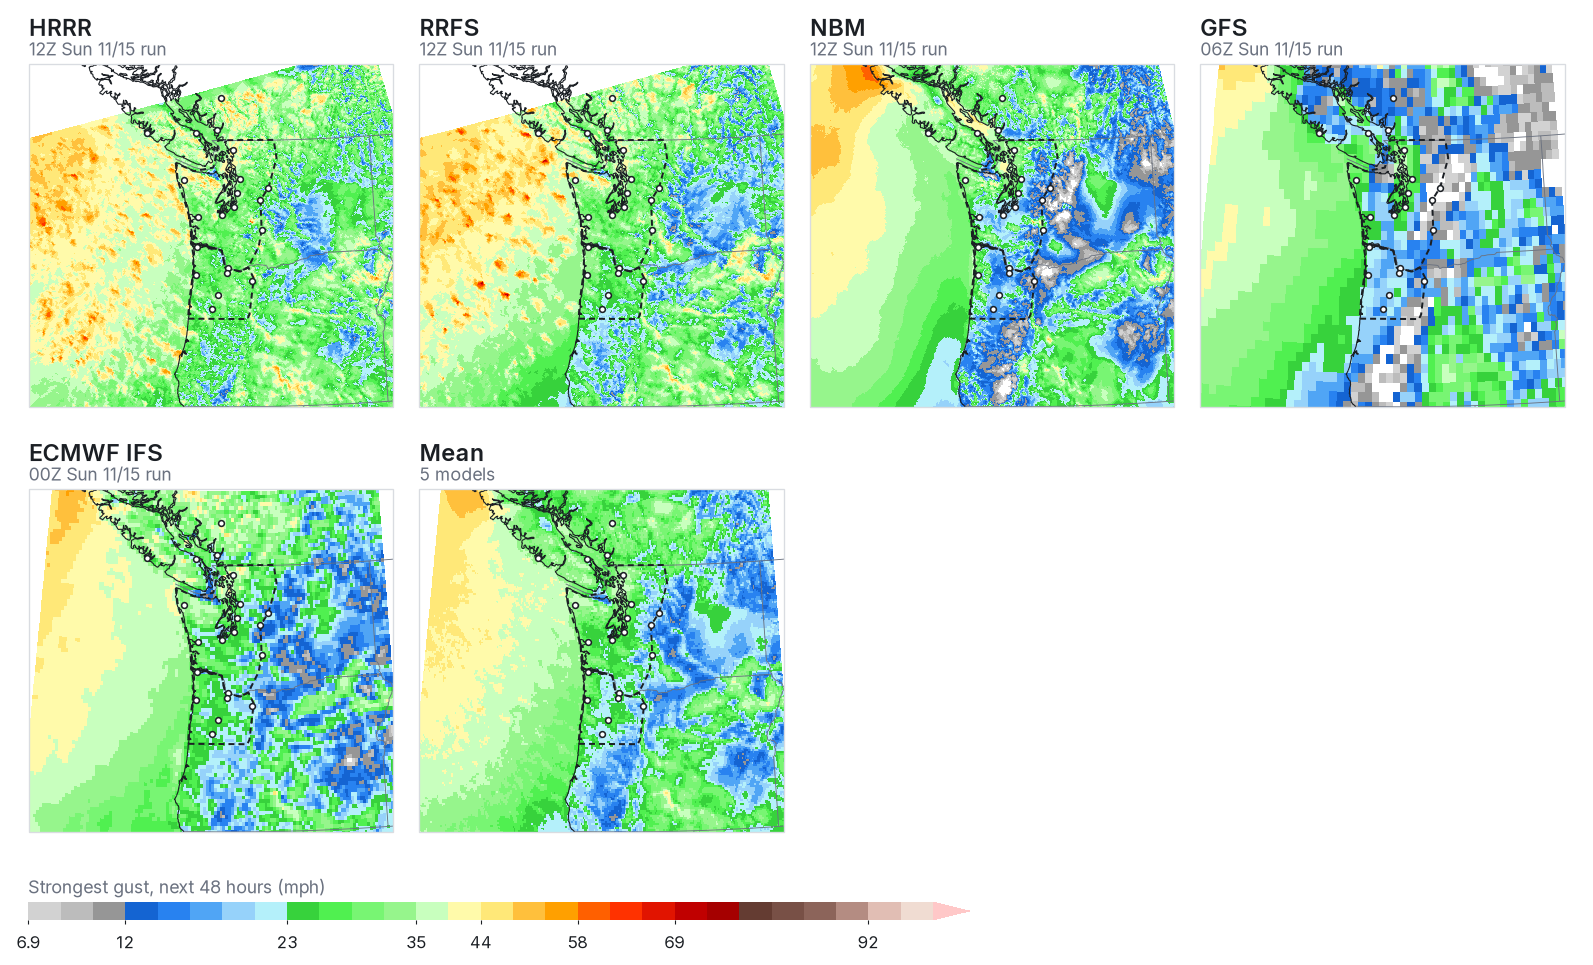 HRRR
12Z Sun 11/15 run
RRFS
12Z Sun 11/15 run
NBM
12Z Sun 11/15 run
GFS
06Z Sun 11/15 run
ECMWF IFS
00Z Sun 11/15 run
Mean
5 models
Strongest gust, next 48 hours (mph)
6.9 12 23 35 44 58 69 92